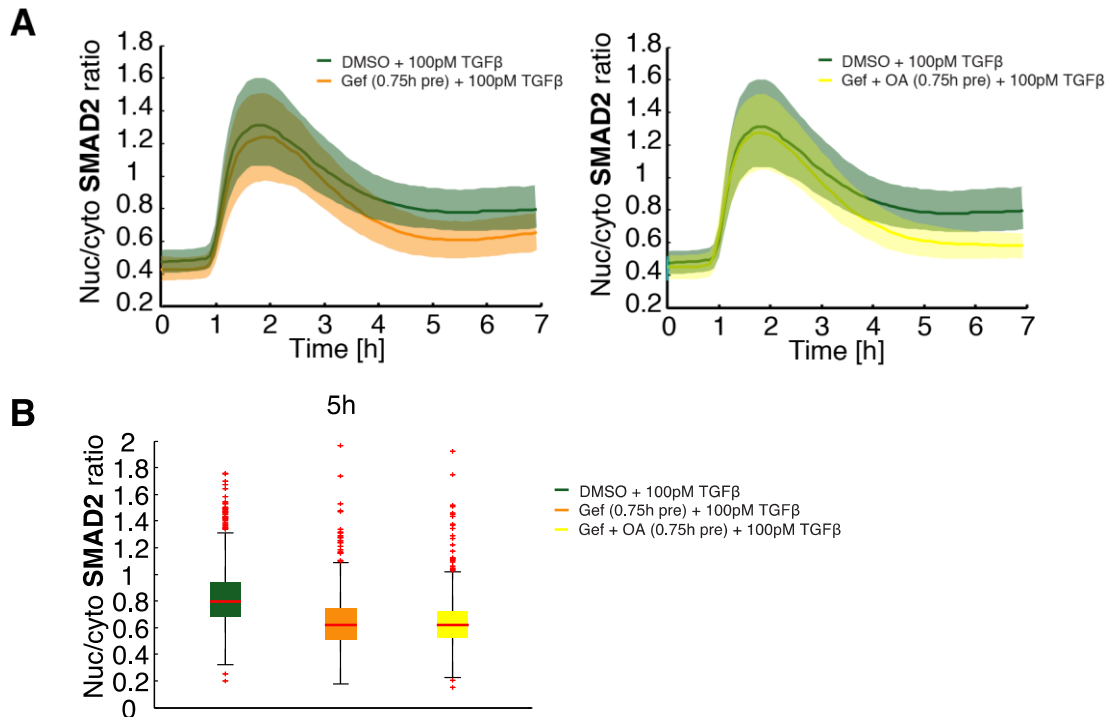 A
Nuc/cyto SMAD2 ratio
1.8
1.6
1.4
1.2
1
0.8
0.6
0.4
0.2
0 1 2 3 4 5 6 7
Time [h]
DMSO + 100pM TGFβ
Gef (0.75h pre) + 100pM TGFβ
Nuc/cyto SMAD2 ratio
1.8
1.6
1.4
1.2
1
0.8
0.6
0.4
0.2
0 1 2 3 4 5 6 7
Time [h]
DMSO + 100pM TGFβ
Gef + OA (0.75h pre) + 100pM TGFβ
B
5h
Nuc/cyto SMAD2 ratio
2
1.8
1.6
1.4
1.2
1
0.8
0.6
0.4
0.2
0
DMSO + 100pM TGFβ
Gef (0.75h pre) + 100pM TGFβ
Gef + OA (0.75h pre) + 100pM TGFβ